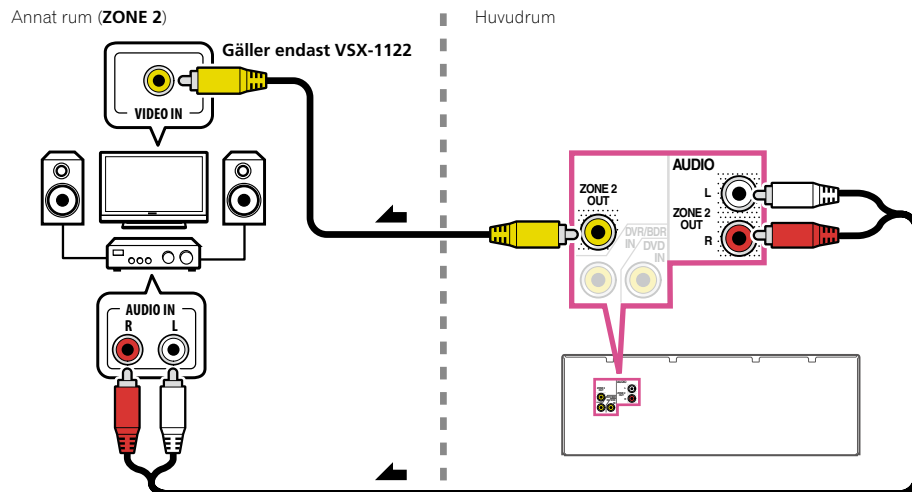 Annat rum (ZONE 2)
Huvudrum
Gäller endast VSX-1122
VIDEO IN
AUDIO
ZONE 2
OUT
L
ZONE 2
OUT
R
DVR/BDR
IN
DVD
IN
AUDIO IN
R L